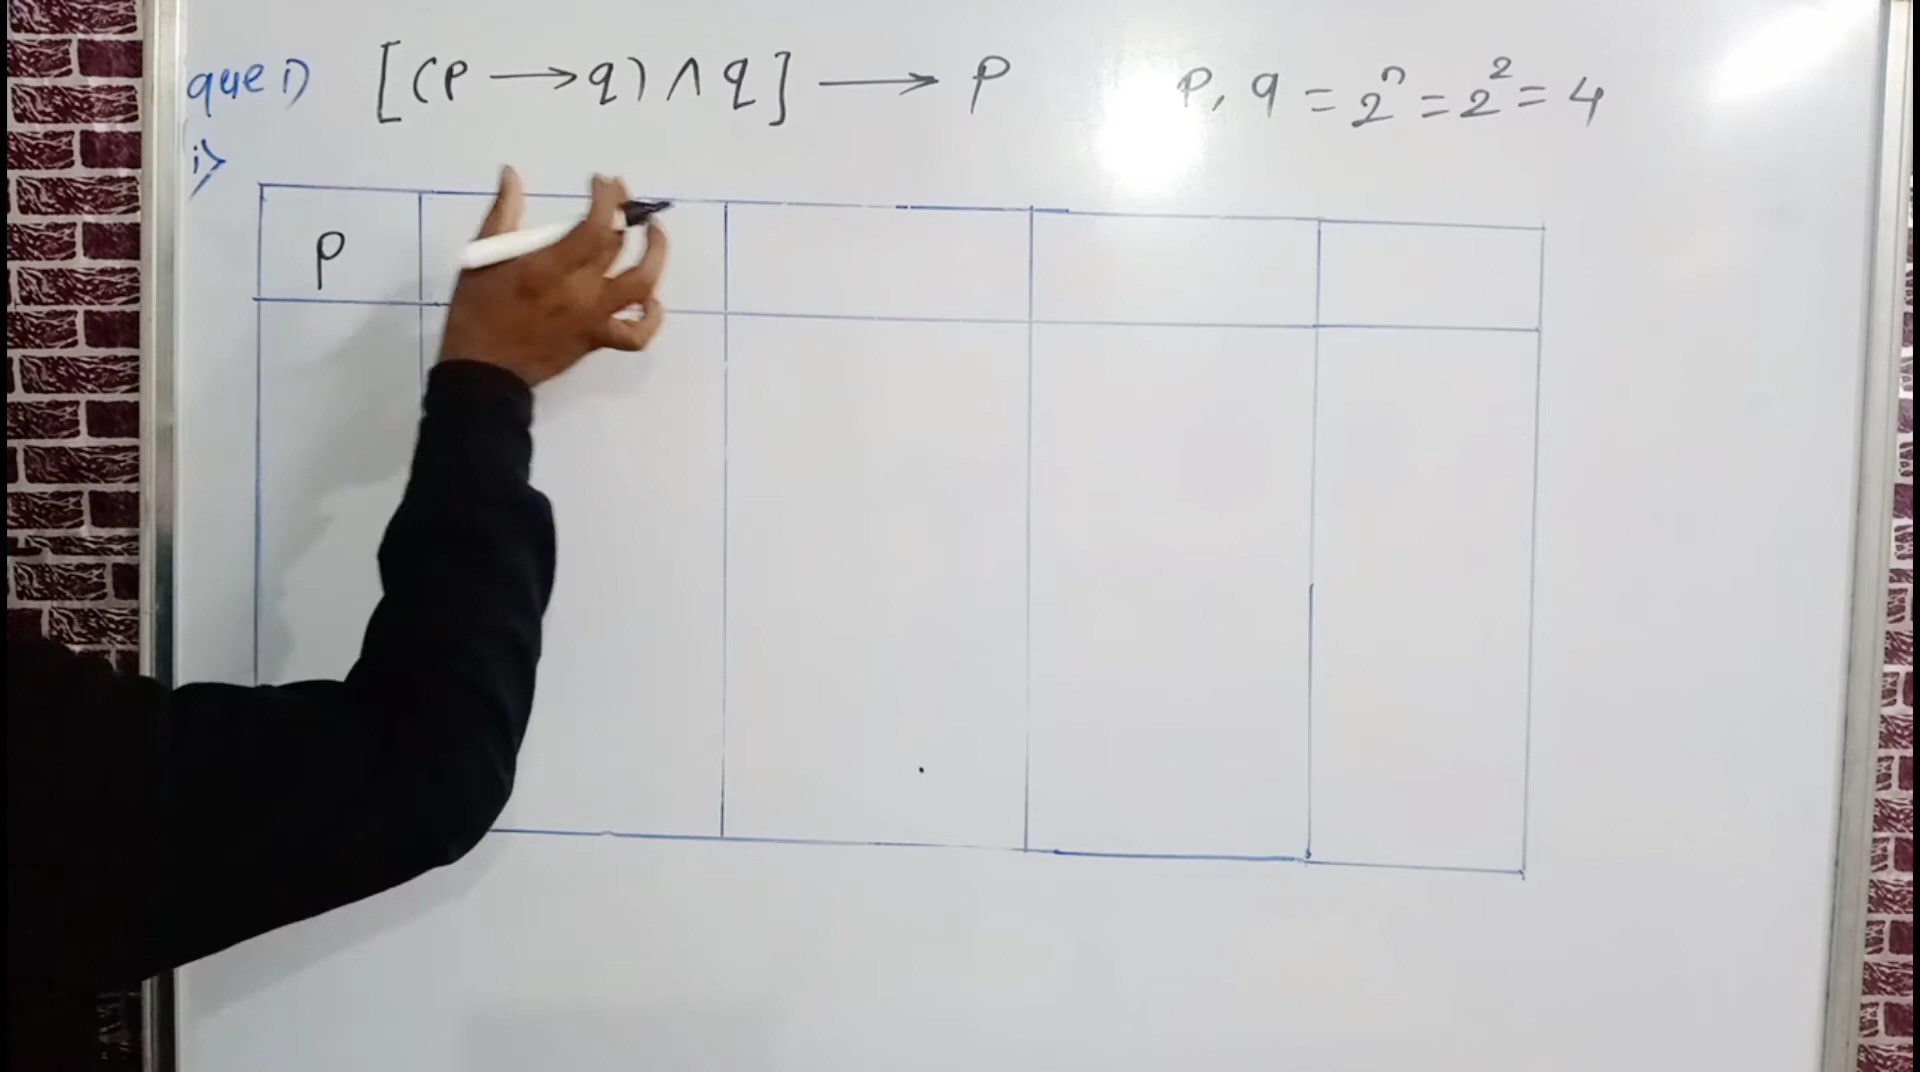 que 1) [(p → q) ∧ q] → p p, q = 2ⁿ = 2² = 4
i>
p